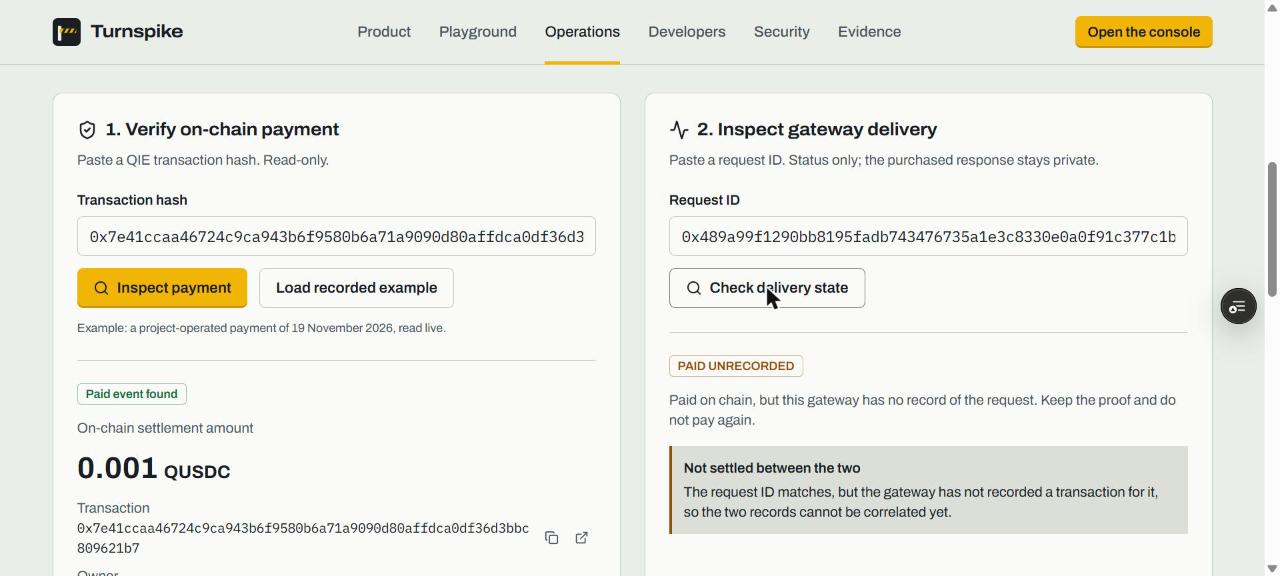 Turnspike
Product
Playground
Operations
Developers
Security
Evidence
Open the console
1. Verify on-chain payment
Paste a QIE transaction hash. Read-only.
Transaction hash
0x7e41ccaa46724c9ca943b6f9580b6a71a9090d80affdca0df36d3
Inspect payment
Load recorded example
Example: a project-operated payment of 19 November 2026, read live.
Paid event found
On-chain settlement amount
0.001 QUSDC
Transaction
0x7e41ccaa46724c9ca943b6f9580b6a71a9090d80affdca0df36d3bbc
809621b7
Owner
2. Inspect gateway delivery
Paste a request ID. Status only; the purchased response stays private.
Request ID
0x489a99f1290bb8195fadb743476735a1e3c8330e0a0f91c377c1b
Check delivery state
PAID UNRECORDED
Paid on chain, but this gateway has no record of the request. Keep the proof and do
not pay again.
Not settled between the two
The request ID matches, but the gateway has not recorded a transaction for it,
so the two records cannot be correlated yet.